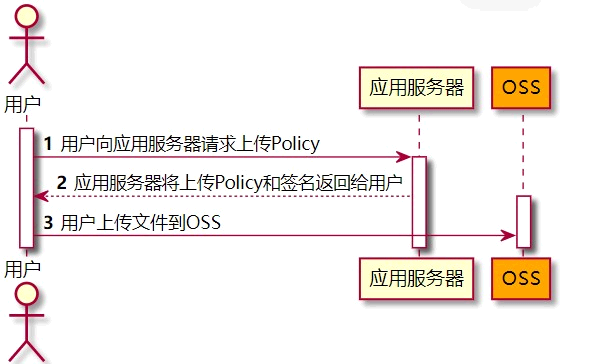 用户
应用服务器
OSS
1 用户向应用服务器请求上传Policy
2 应用服务器将上传Policy和签名返回给用户
3 用户上传文件到OSS
用户
应用服务器
OSS